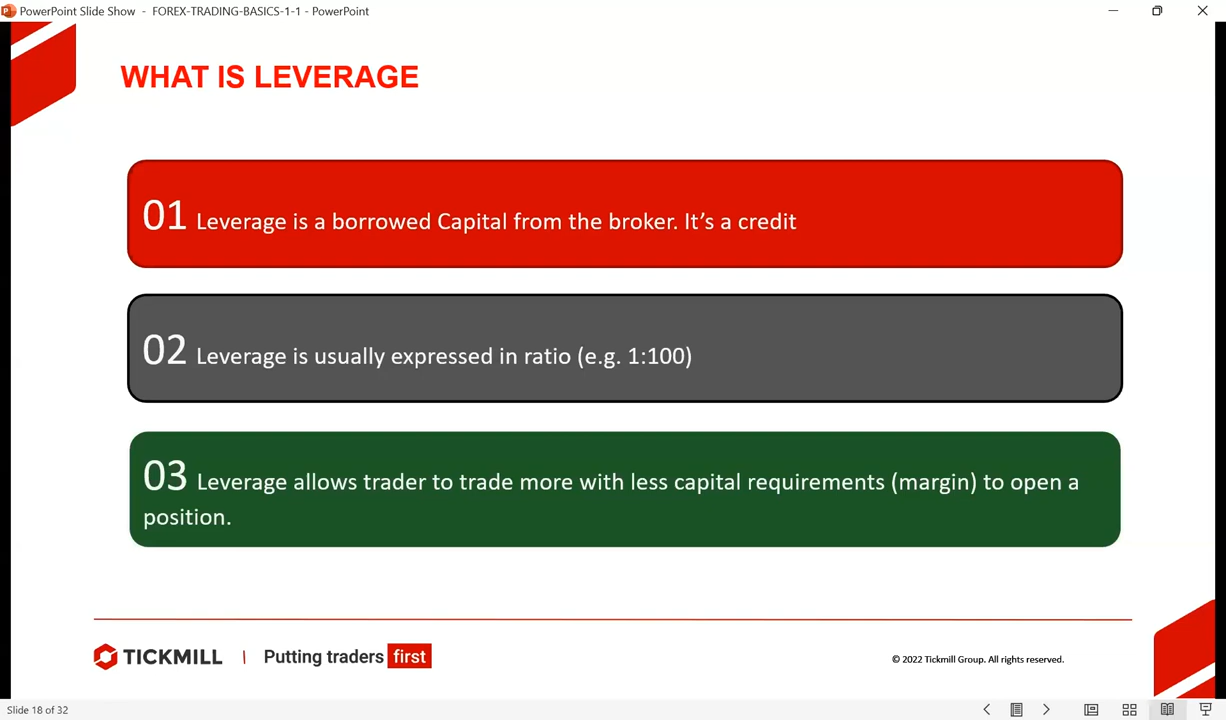 PowerPoint Slide Show - FOREX-TRADING-BASICS-1-1 - PowerPoint
WHAT IS LEVERAGE
01 Leverage is a borrowed Capital from the broker. It’s a credit
02 Leverage is usually expressed in ratio (e.g. 1:100)
03 Leverage allows trader to trade more with less capital requirements (margin) to open a
position.
TICKMILL | Putting traders first
© 2022 Tickmill Group. All rights reserved.
Slide 18 of 32